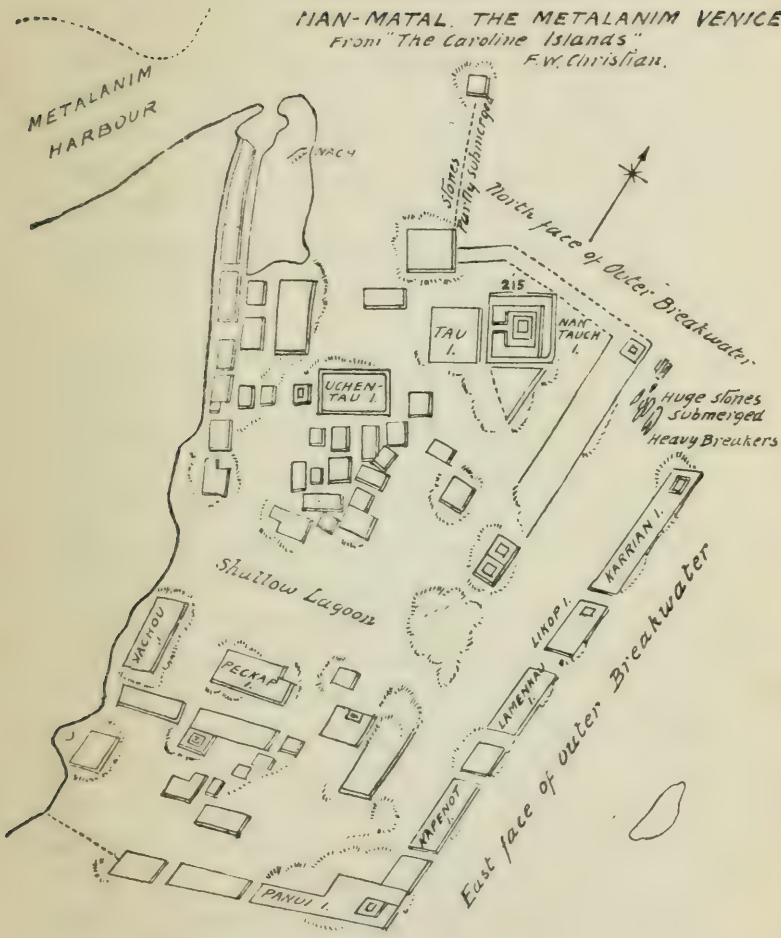 NAN-MATAL. THE METALANIM VENICE
From "The Caroline Islands"
F.W. Christian.
METALANIM
HARBOUR
NACH
Stones
Partly submerged
North face of Outer Breakwater
215
TAU
I.
NAN
TAUCH
I.
UCHEN-
TAU I.
Huge stones
submerged
Heavy Breakers
KARRIAN I.
Shallow Lagoon
LIKOP I.
PECKAP
I.
LAMENKAU
I.
NAPENOT
I.
PANUI I.
East face of outer Breakwater